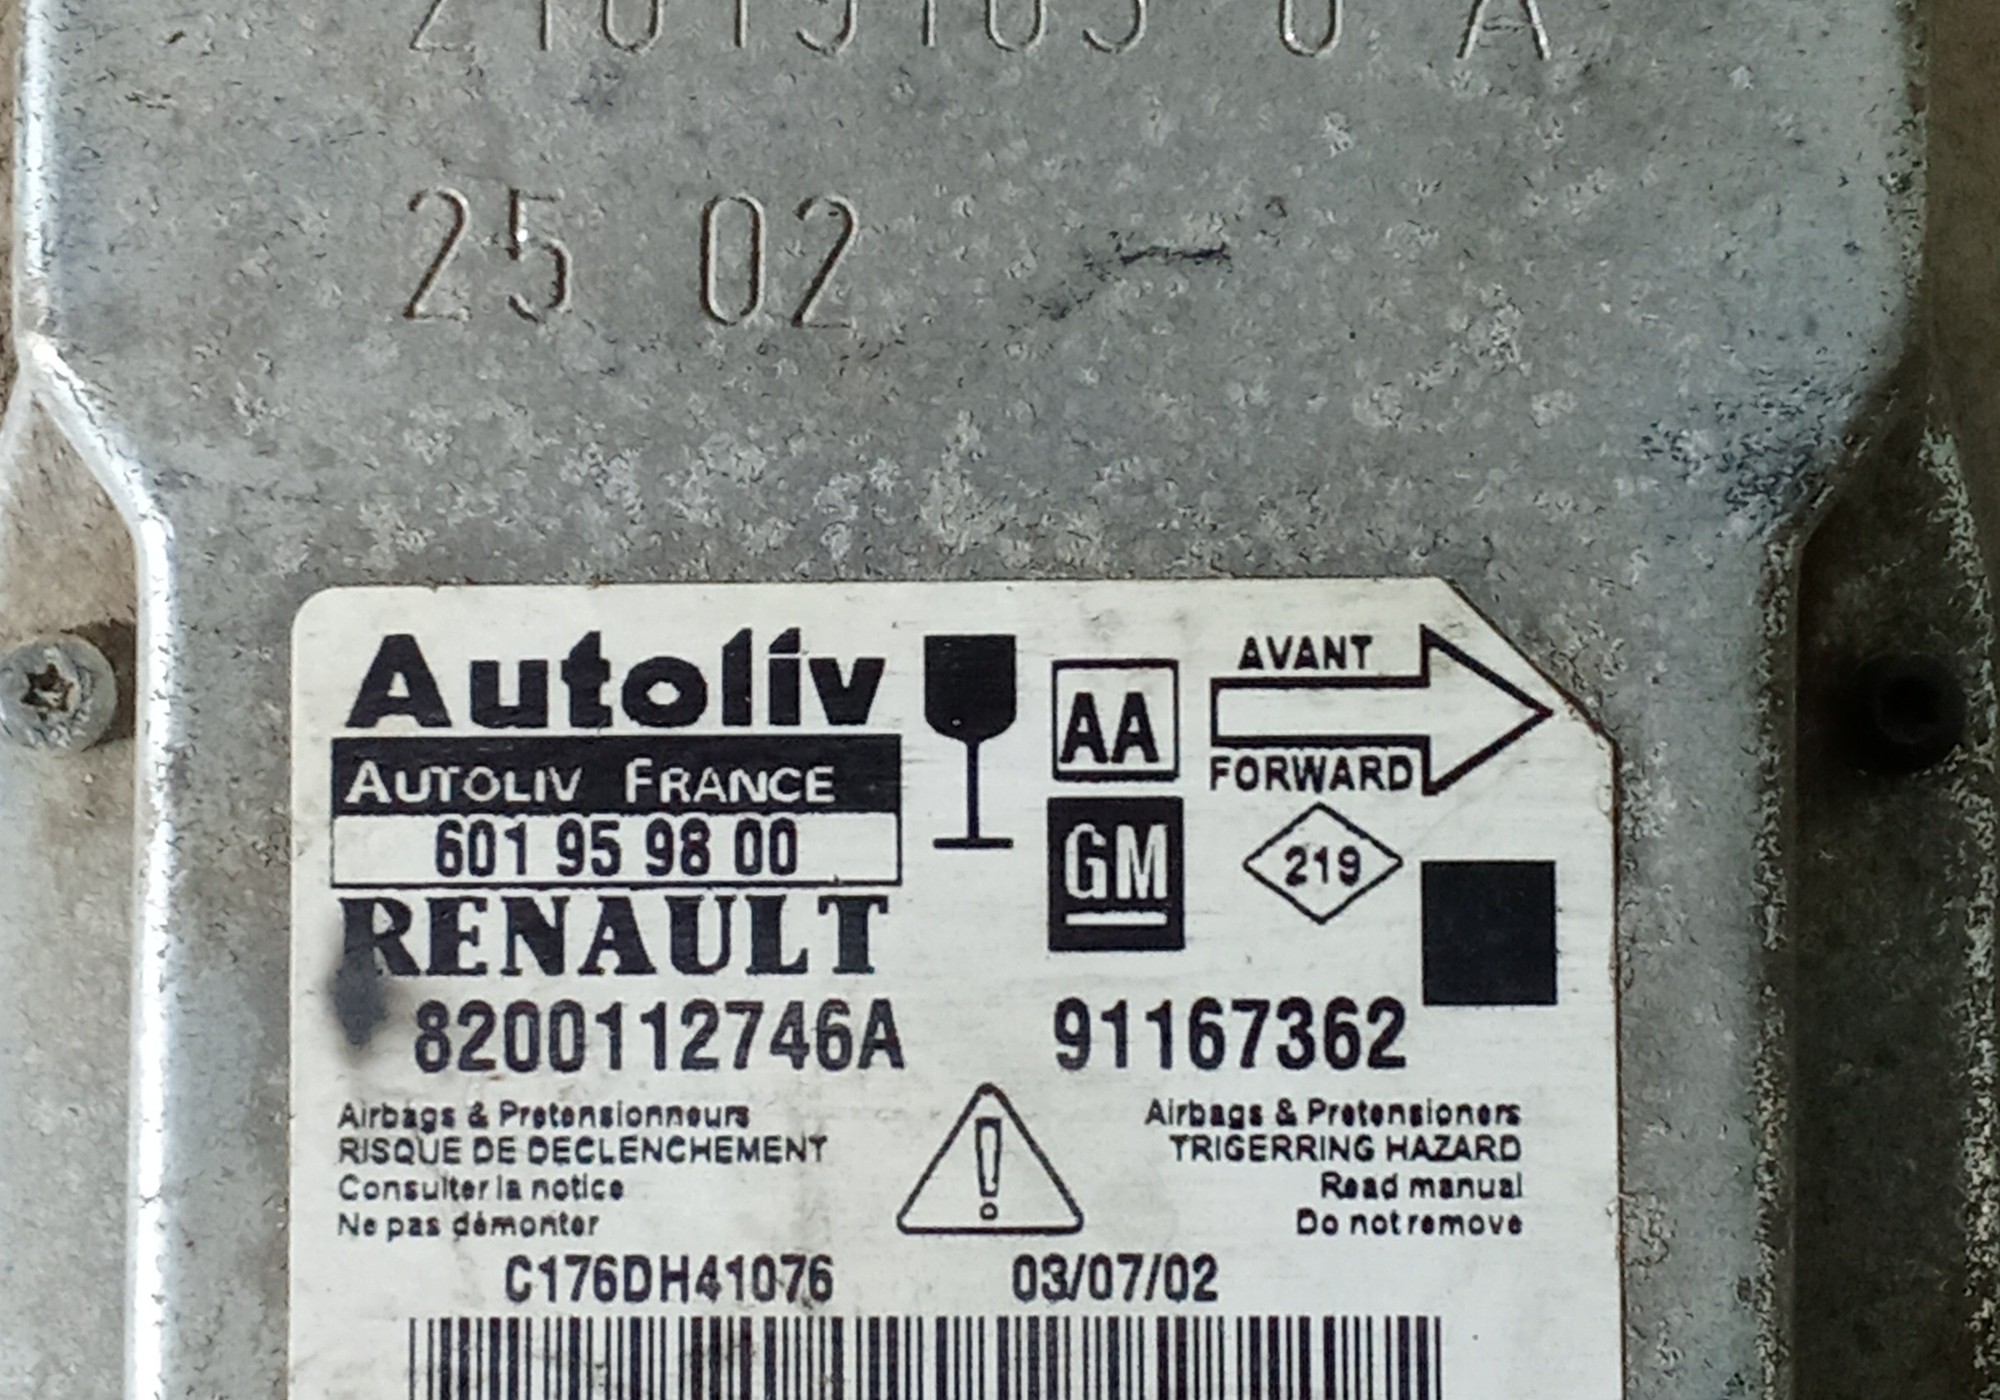 25 02
Autoliv
AUTOLIV FRANCE
601 95 98 00
RENAULT
8200112746A
AA
GM
AVANT
FORWARD
219
91167362
Airbags & Pretensionneurs
RISQUE DE DECLENCHEMENT
Consulter la notice
Ne pas démonter
Airbags & Pretensioners
TRIGERRING HAZARD
Read manual
Do not remove
C176DH41076
03/07/02